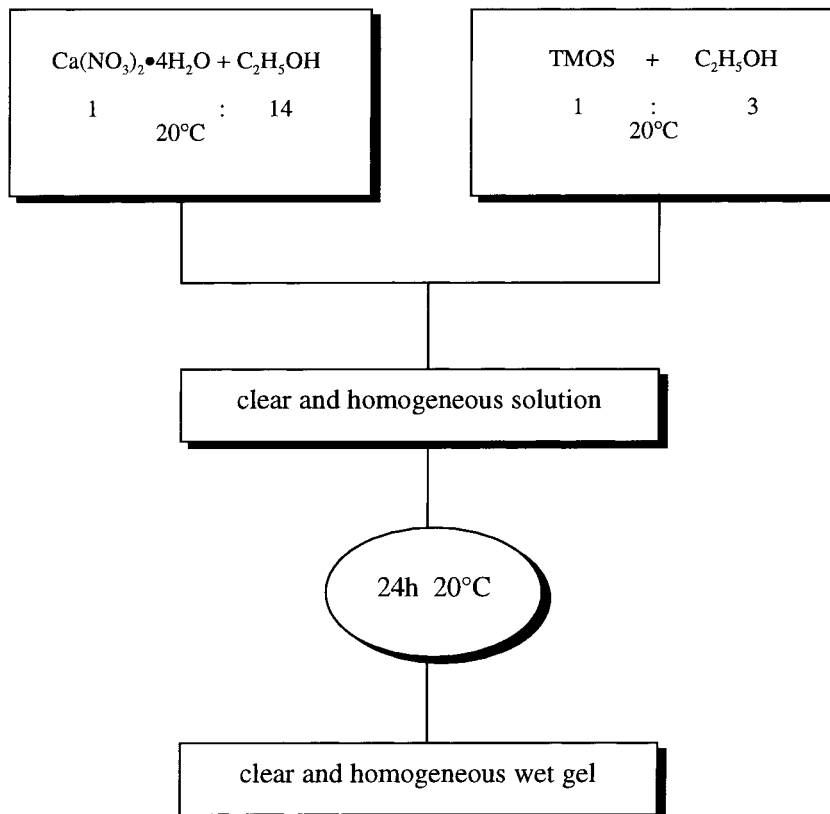 Ca(NO₃)₂•4H₂O + C₂H₅OH
1 : 14
20°C
TMOS + C₂H₅OH
1 : 3
20°C
clear and homogeneous solution
24h 20°C
clear and homogeneous wet gel